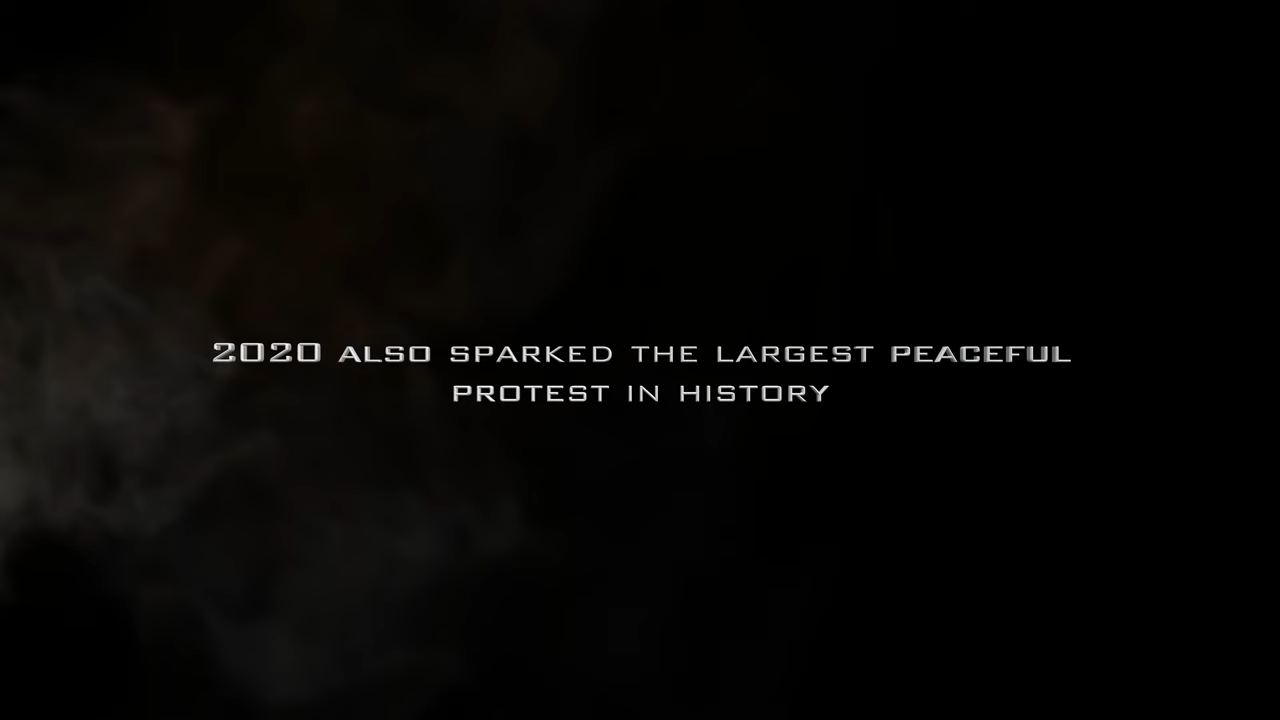 2020 ALSO SPARKED THE LARGEST PEACEFUL
PROTEST IN HISTORY